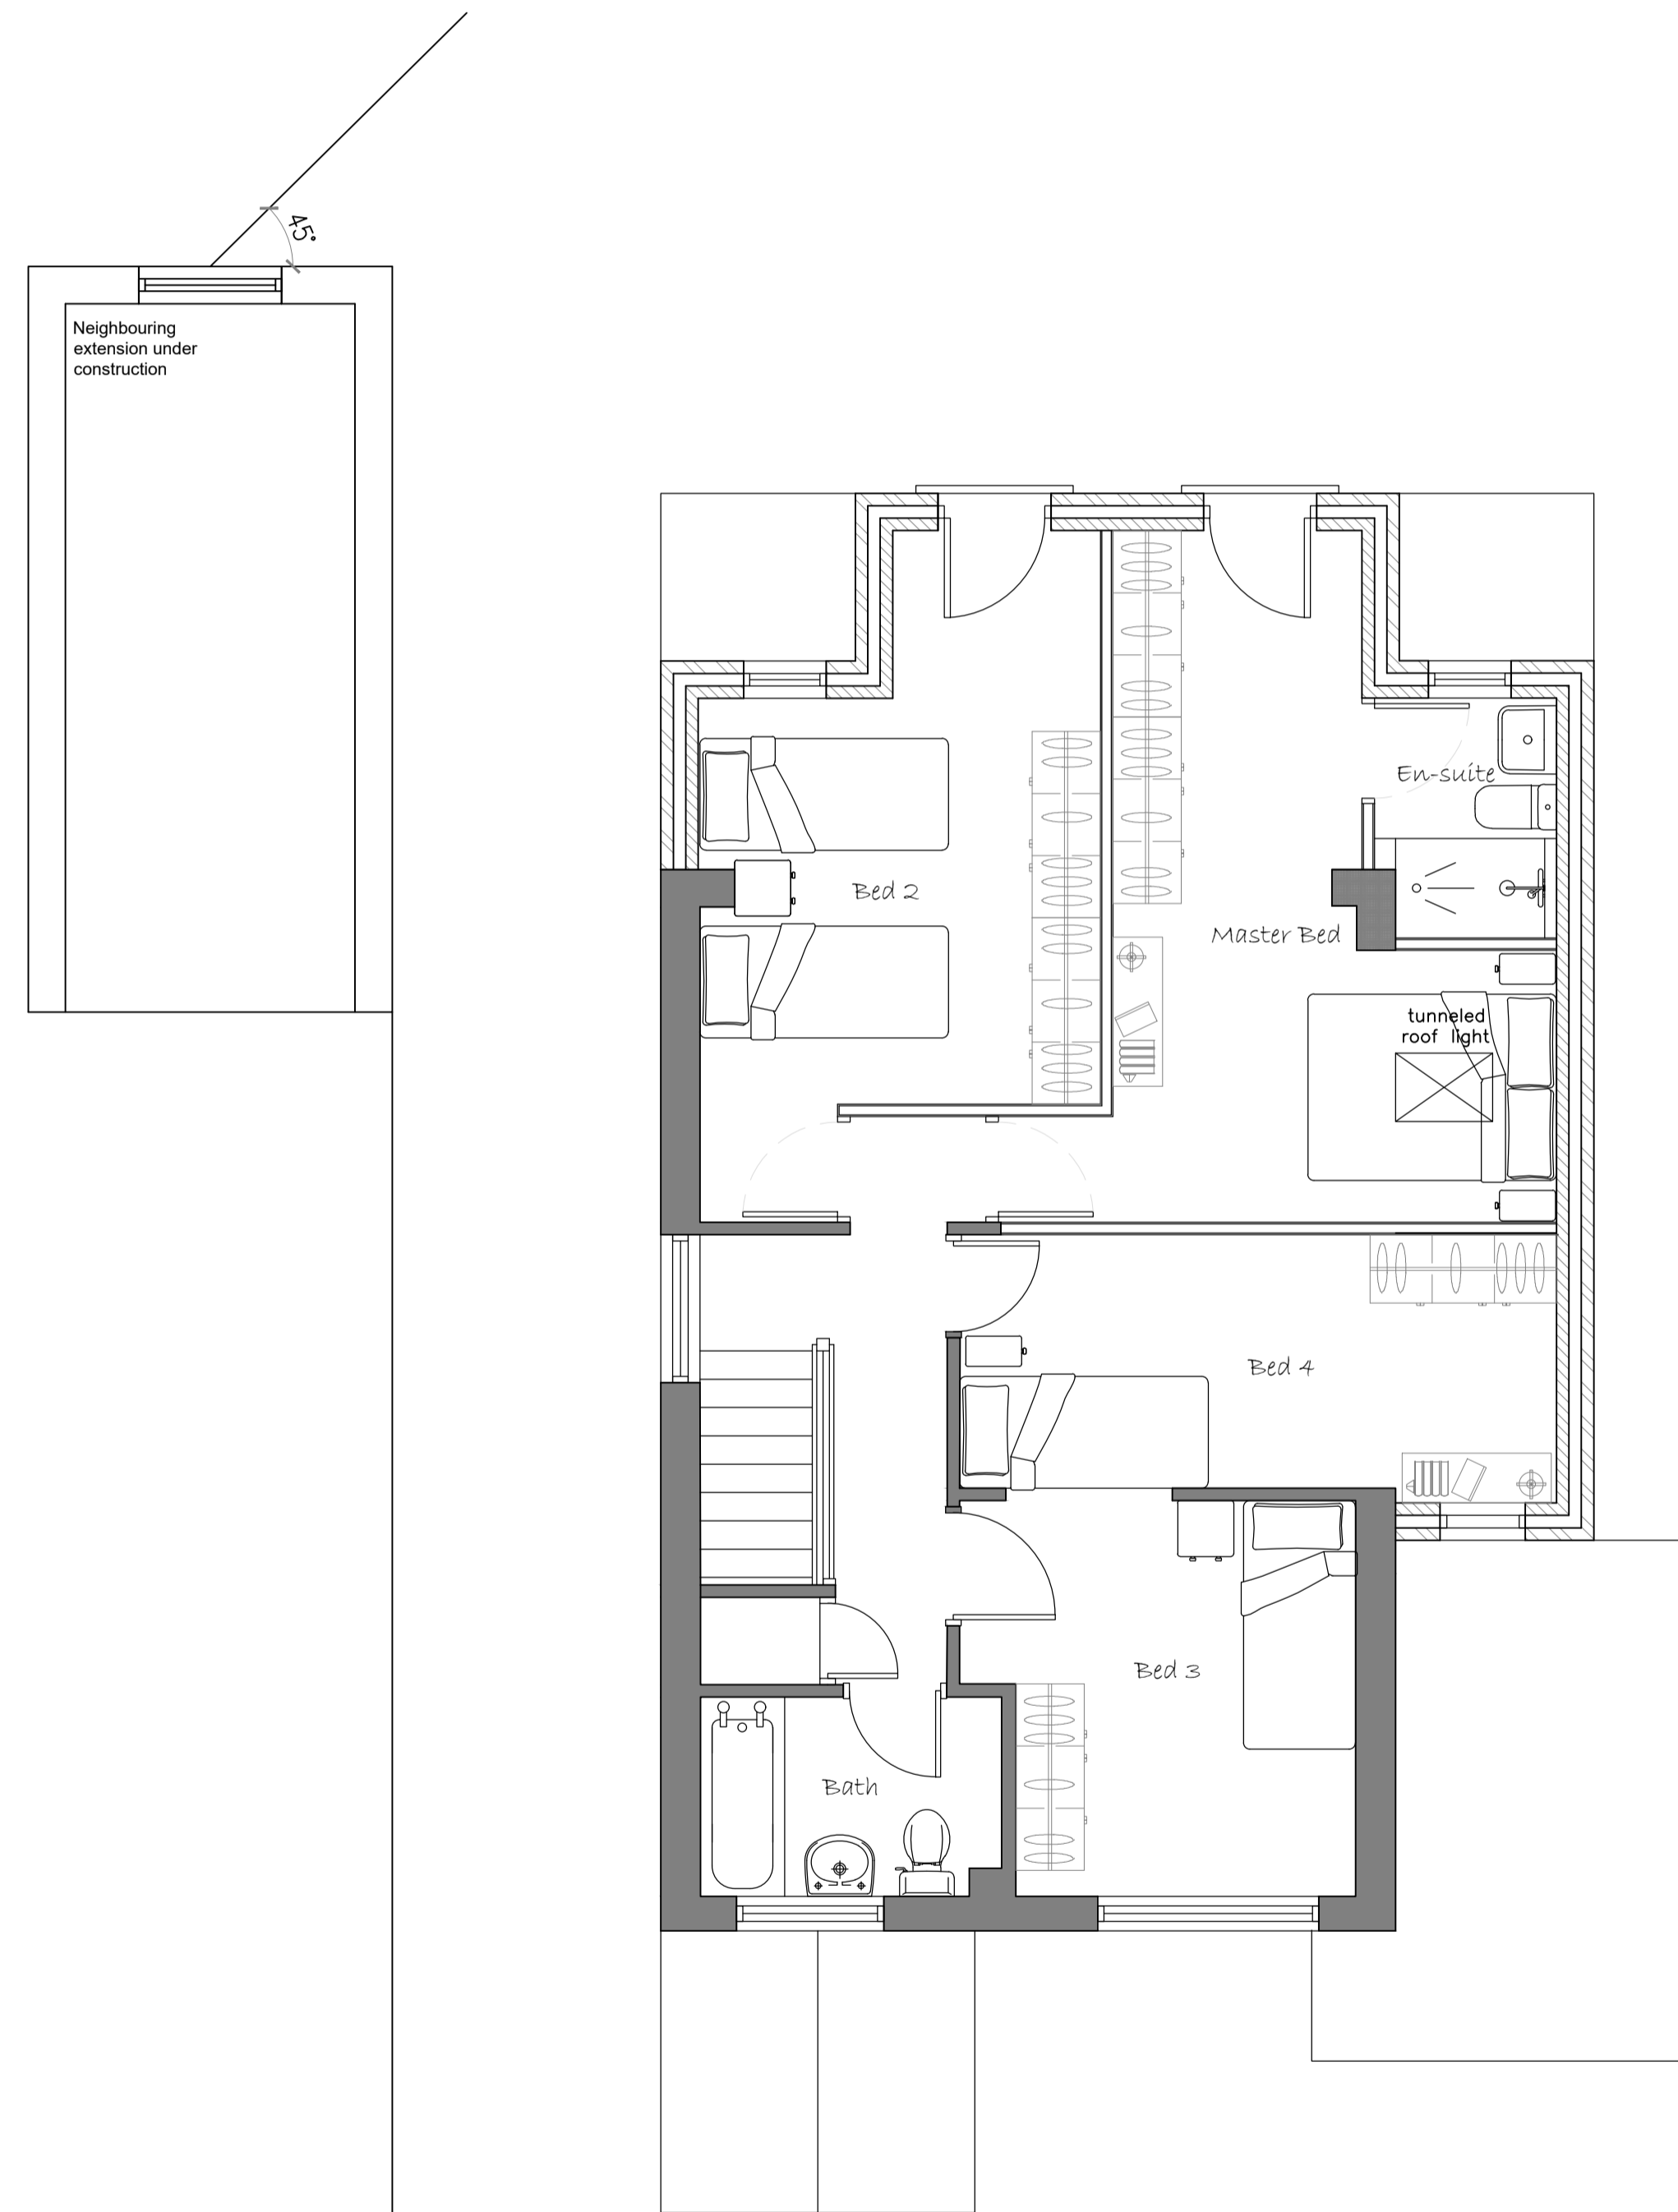 45°
Neighbouring
extension under
construction
En-suite
Bed 2
Master Bed
tunneled
roof light
Bed 4
Bed 3
Bath